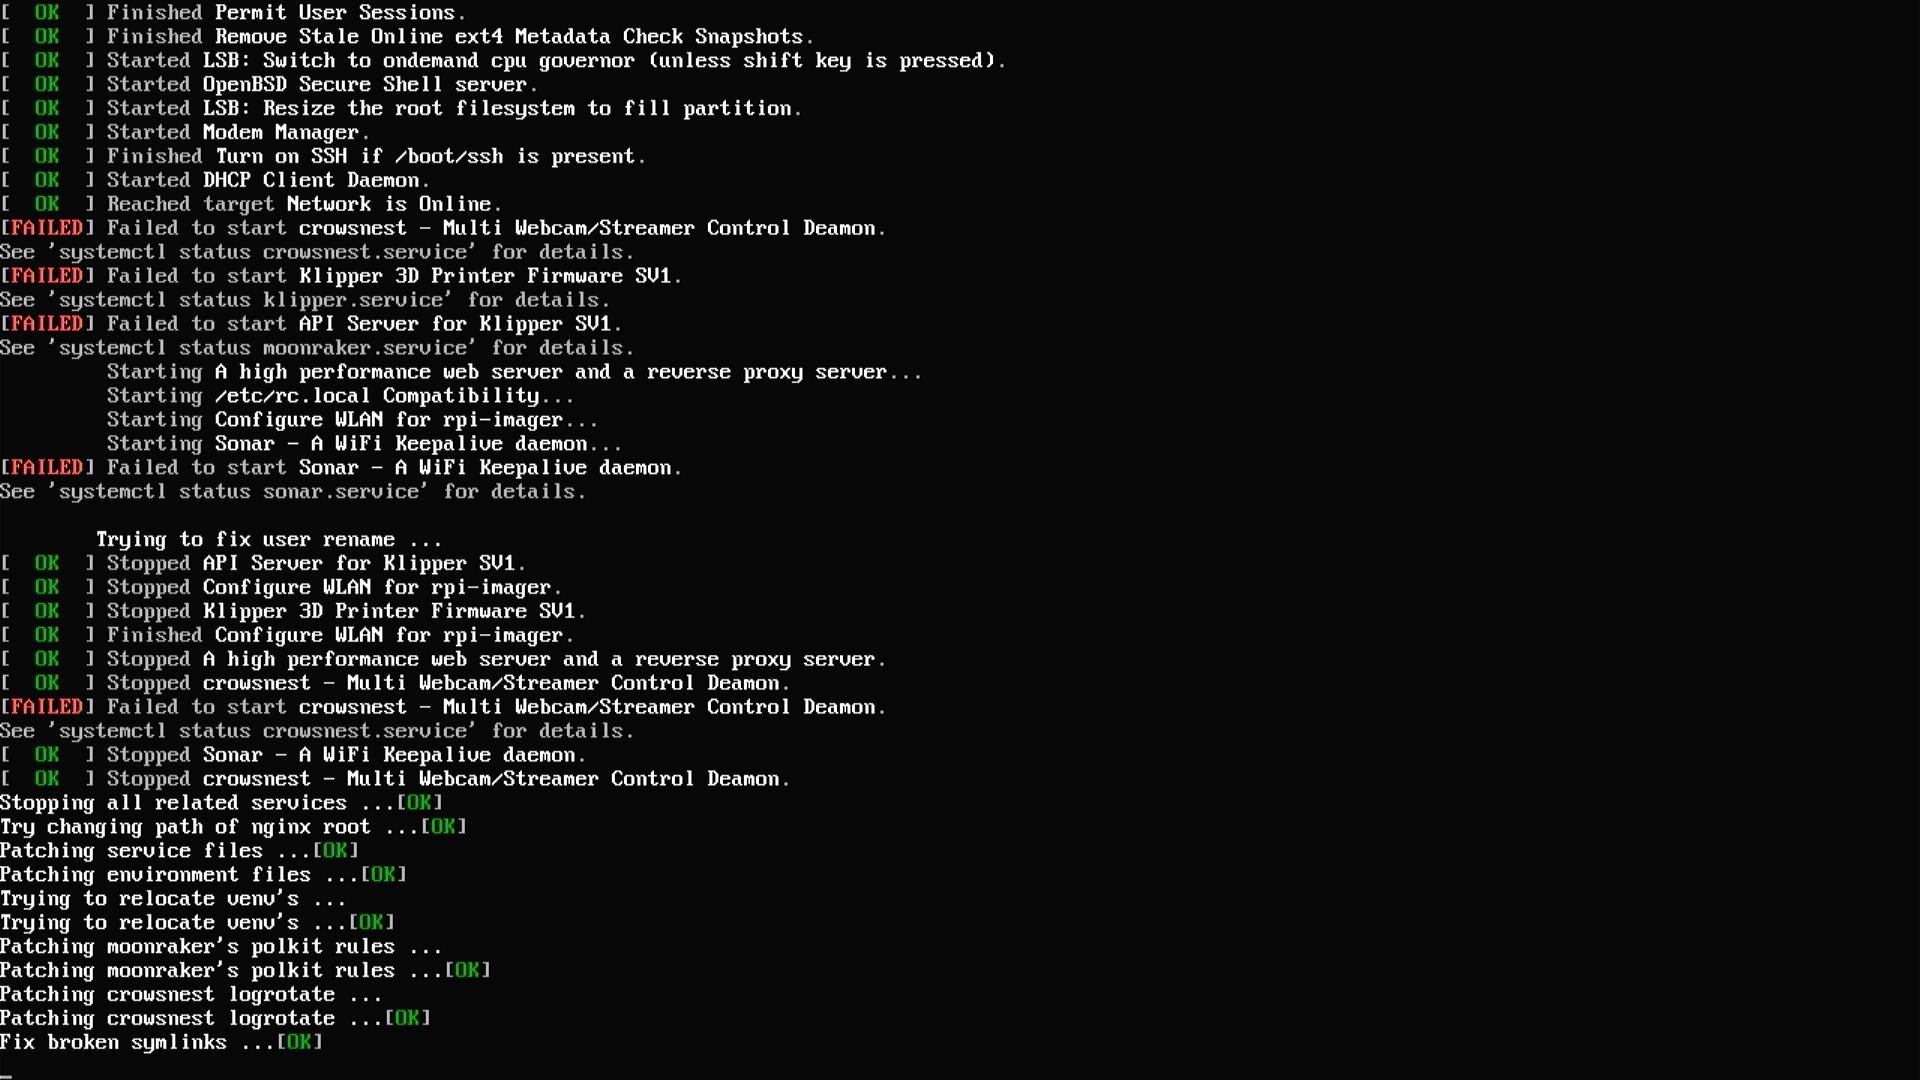 [  OK  ] Finished Permit User Sessions.
[  OK  ] Finished Remove Stale Online ext4 Metadata Check Snapshots.
[  OK  ] Started LSB: Switch to ondemand cpu governor (unless shift key is pressed).
[  OK  ] Started OpenBSD Secure Shell server.
[  OK  ] Started LSB: Resize the root filesystem to fill partition.
[  OK  ] Started Modem Manager.
[  OK  ] Finished Turn on SSH if /boot/ssh is present.
[  OK  ] Started DHCP Client Daemon.
[  OK  ] Reached target Network is Online.
[FAILED] Failed to start crowsnest - Multi Webcam/Streamer Control Deamon.
See 'systemctl status crowsnest.service' for details.
[FAILED] Failed to start Klipper 3D Printer Firmware SV1.
See 'systemctl status klipper.service' for details.
[FAILED] Failed to start API Server for Klipper SV1.
See 'systemctl status moonraker.service' for details.
Starting A high performance web server and a reverse proxy server...
Starting /etc/rc.local Compatibility...
Starting Configure WLAN for rpi-imager...
Starting Sonar - A WiFi Keepalive daemon...
[FAILED] Failed to start Sonar - A WiFi Keepalive daemon.
See 'systemctl status sonar.service' for details.
Trying to fix user rename ...
[  OK  ] Stopped API Server for Klipper SV1.
[  OK  ] Stopped Configure WLAN for rpi-imager.
[  OK  ] Stopped Klipper 3D Printer Firmware SV1.
[  OK  ] Finished Configure WLAN for rpi-imager.
[  OK  ] Stopped A high performance web server and a reverse proxy server.
[  OK  ] Stopped crowsnest - Multi Webcam/Streamer Control Deamon.
[FAILED] Failed to start crowsnest - Multi Webcam/Streamer Control Deamon.
See 'systemctl status crowsnest.service' for details.
[  OK  ] Stopped Sonar - A WiFi Keepalive daemon.
[  OK  ] Stopped crowsnest - Multi Webcam/Streamer Control Deamon.
Stopping all related services ...[OK]
Try changing path of nginx root ...[OK]
Patching service files ...[OK]
Patching environment files ...[OK]
Trying to relocate venv's ...
Trying to relocate venv's ...[OK]
Patching moonraker's polkit rules ...
Patching moonraker's polkit rules ...[OK]
Patching crowsnest logrotate ...
Patching crowsnest logrotate ...[OK]
Fix broken symlinks ...[OK]